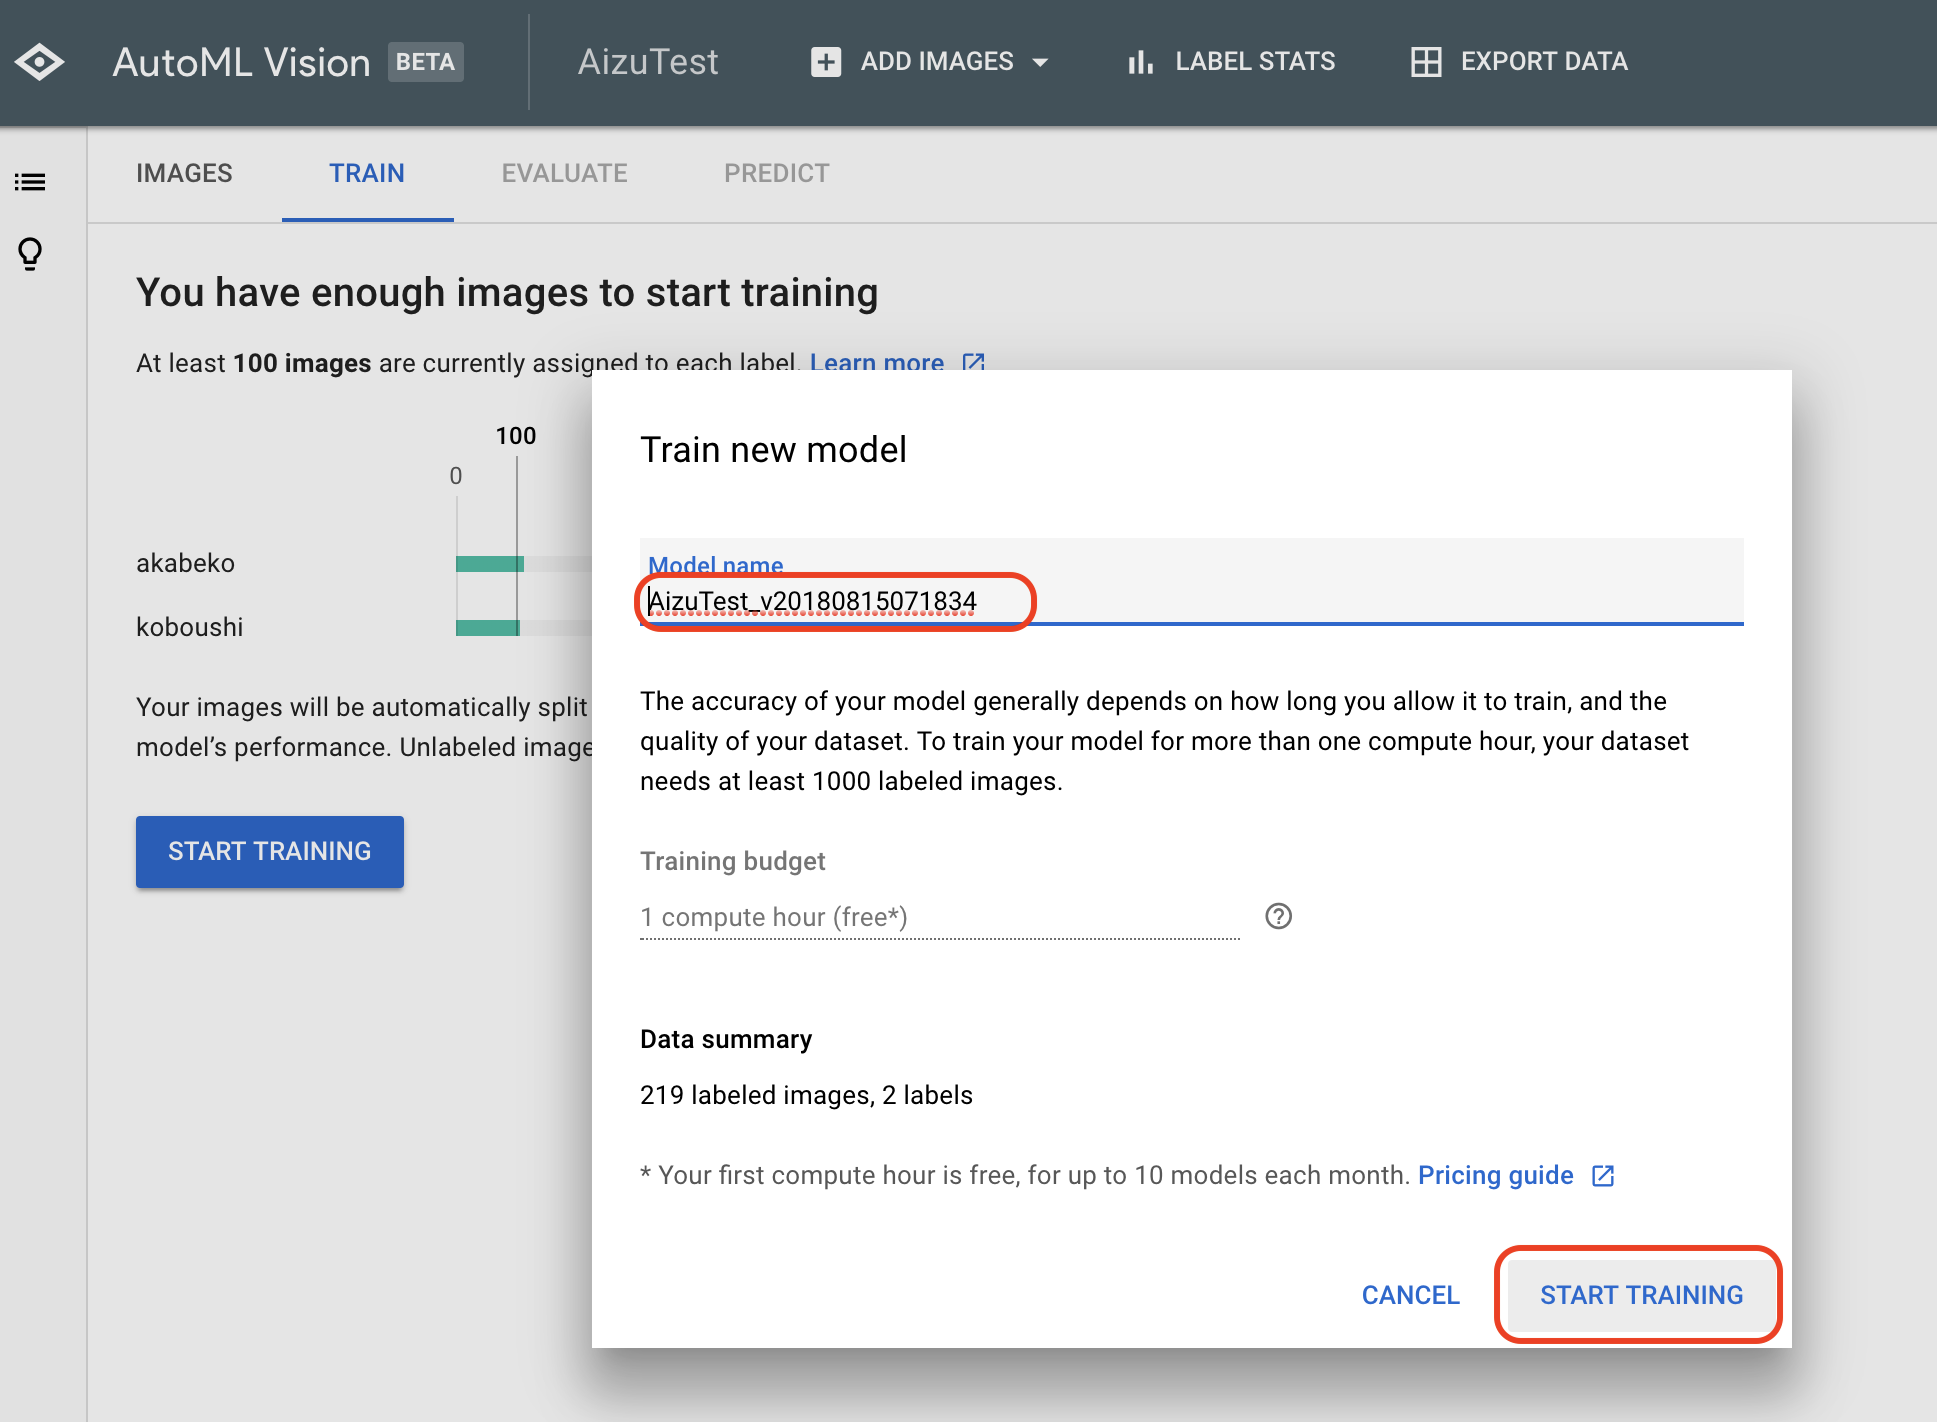 AutoML Vision BETA AizuTest ADD IMAGES LABEL STATS EXPORT DATA
IMAGES TRAIN EVALUATE PREDICT
You have enough images to start training
At least 100 images are currently assigned to each label. Learn more
100
0
akabeko
koboushi
Your images will be automatically split
model’s performance. Unlabeled image
START TRAINING
Train new model
Model name
AizuTest_v20180815071834
The accuracy of your model generally depends on how long you allow it to train, and the
quality of your dataset. To train your model for more than one compute hour, your dataset
needs at least 1000 labeled images.
Training budget
1 compute hour (free*)
Data summary
219 labeled images, 2 labels
* Your first compute hour is free, for up to 10 models each month. Pricing guide
CANCEL START TRAINING